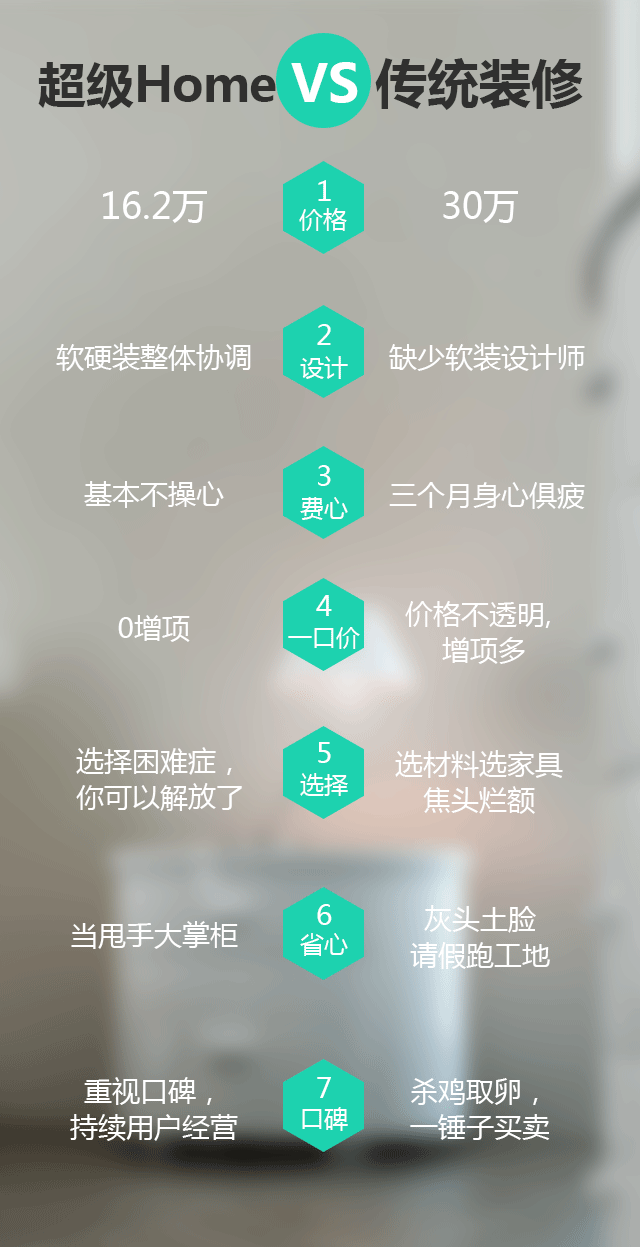 超级Home VS 传统装修
16.2万
1
价格
30万
软硬装整体协调
2
设计
缺少软装设计师
基本不操心
3
费心
三个月身心俱疲
0增项
4
一口价
价格不透明,
增项多
选择困难症，
你可以解放了
5
选择
选材料选家具
焦头烂额
当甩手大掌柜
6
省心
灰头土脸
请假跑工地
重视口碑，
持续用户经营
7
口碑
杀鸡取卵，
一锤子买卖